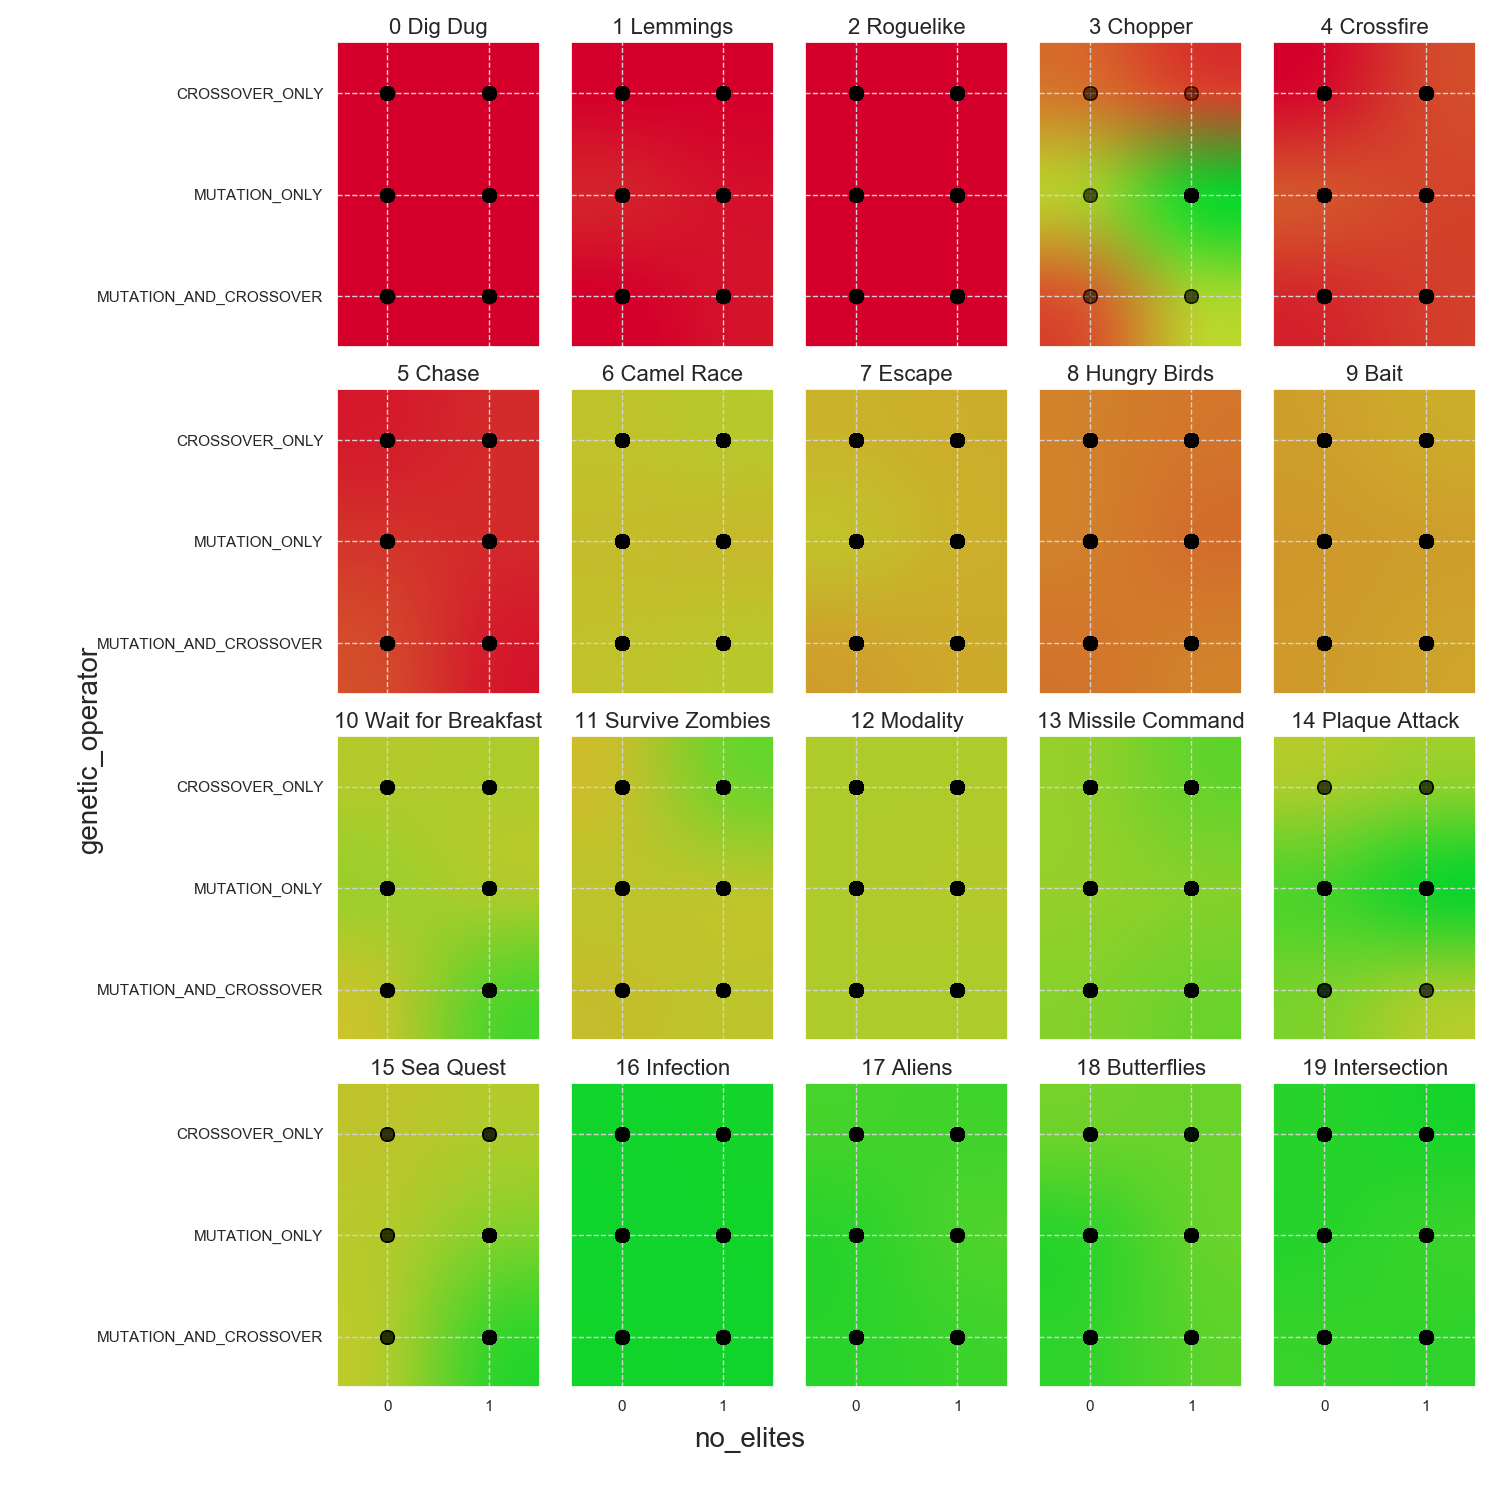 0 Dig Dug
1 Lemmings
2 Roguelike
3 Chopper
4 Crossfire
CROSSOVER_ONLY
MUTATION_ONLY
MUTATION_AND_CROSSOVER
5 Chase
6 Camel Race
7 Escape
8 Hungry Birds
9 Bait
CROSSOVER_ONLY
MUTATION_ONLY
MUTATION_AND_CROSSOVER
genetic_operator
10 Wait for Breakfast
11 Survive Zombies
12 Modality
13 Missile Command
14 Plaque Attack
CROSSOVER_ONLY
MUTATION_ONLY
MUTATION_AND_CROSSOVER
15 Sea Quest
16 Infection
17 Aliens
18 Butterflies
19 Intersection
CROSSOVER_ONLY
MUTATION_ONLY
MUTATION_AND_CROSSOVER
0 1 0 1 0 1 0 1 0 1
no_elites